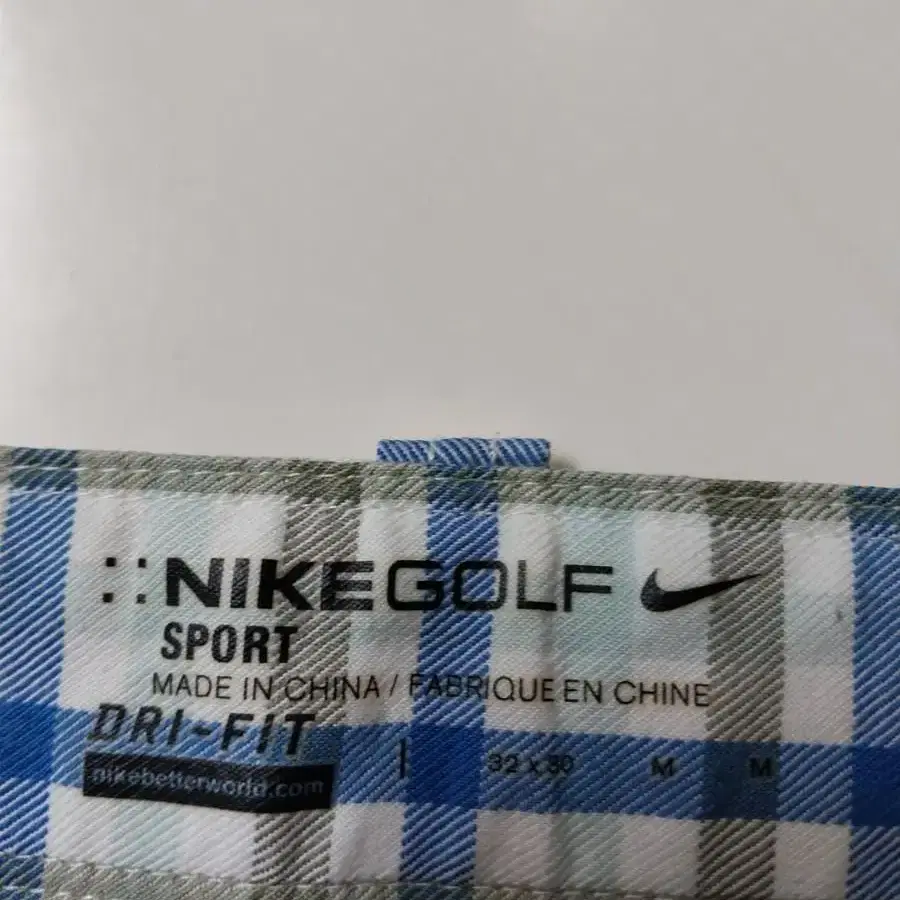 ::NIKEGOLF
SPORT
MADE IN CHINA / FABRIQUE EN CHINE
DRI-FIT
nikebetterworld.com
32 x 30 M M